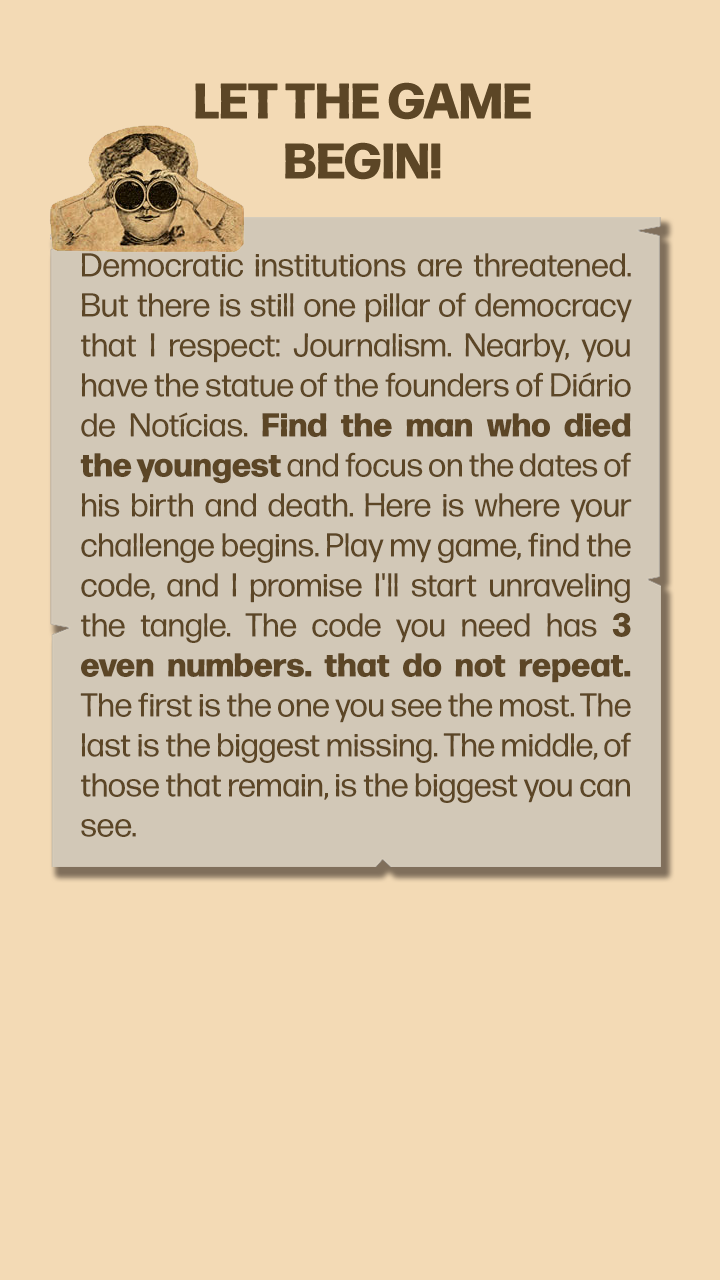 LET THE GAME
BEGIN!
Democratic institutions are threatened.
But there is still one pillar of democracy
that I respect: Journalism. Nearby, you
have the statue of the founders of Diário
de Notícias. Find the man who died
the youngest and focus on the dates of
his birth and death. Here is where your
challenge begins. Play my game, find the
code, and I promise I'll start unraveling
the tangle. The code you need has 3
even numbers. that do not repeat.
The first is the one you see the most. The
last is the biggest missing. The middle, of
those that remain, is the biggest you can
see.